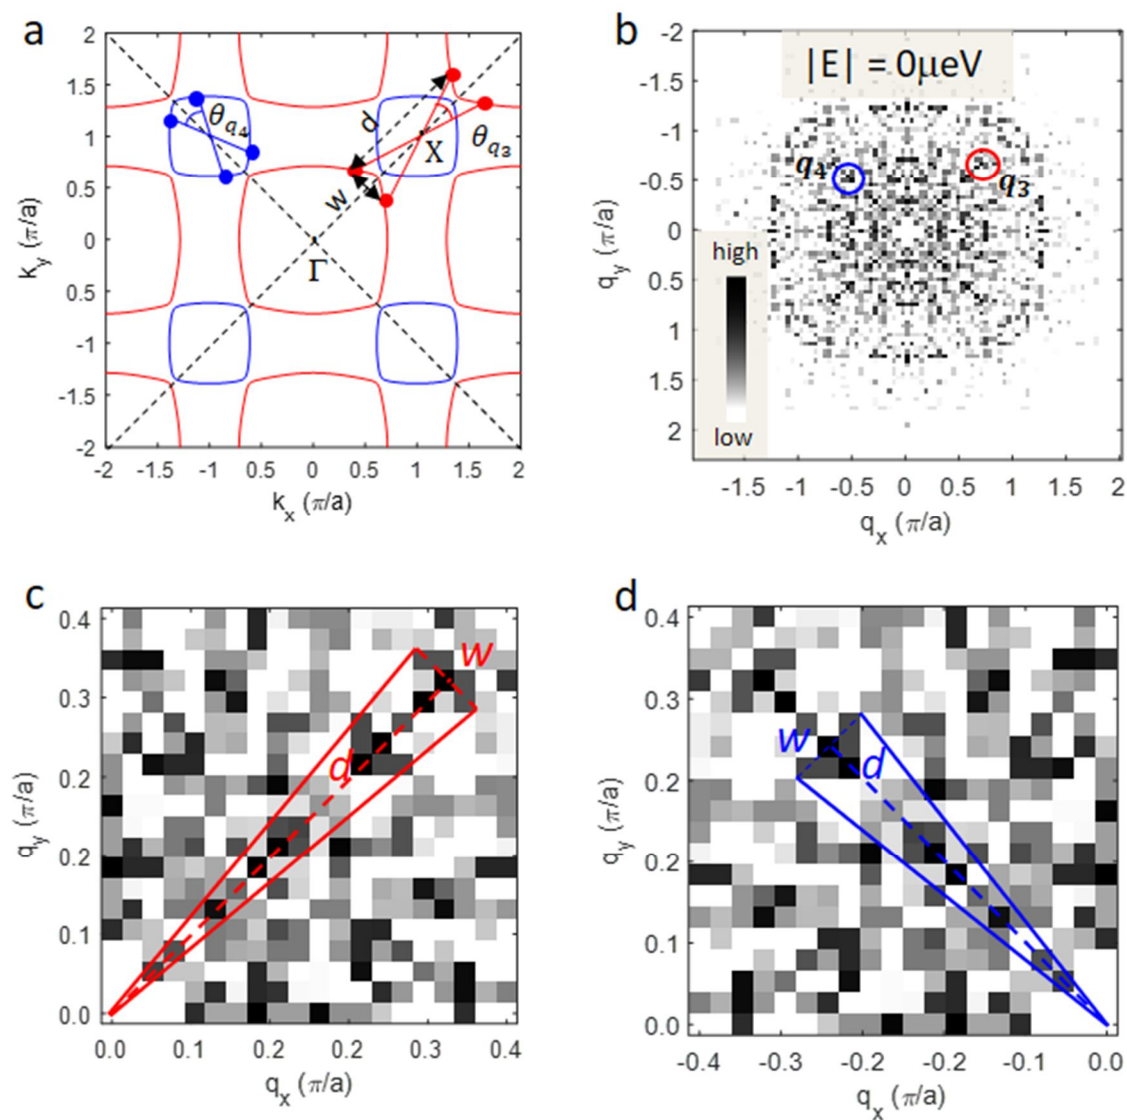 a
2
1.5
1
0.5
0
0.5
-1
-1.5
-2
k_y (π/a)
-2 -1.5 -1 -0.5 0 0.5 1 1.5 2
k_x (π/a)
θ_q4
d
X
θ_q3
w
Γ
b
|E| = 0μeV
-2
-1.5
-1
-0.5
0
0.5
1
1.5
2
q_y (π/a)
q_4
q_3
high
low
-1.5 -1 -0.5 0 0.5 1 1.5 2
q_x (π/a)
c
0.4
0.3
0.2
0.2
0.1
0.0
q_y (π/a)
w
d
0.0 0.1 0.2 0.2 0.3 0.4
q_x (π/a)
d
0.4
0.3
0.2
0.2
0.1
0.0
q_y (π/a)
w
d
-0.4 -0.3 -0.2 -0.2 -0.1 0.0
q_x (π/a)